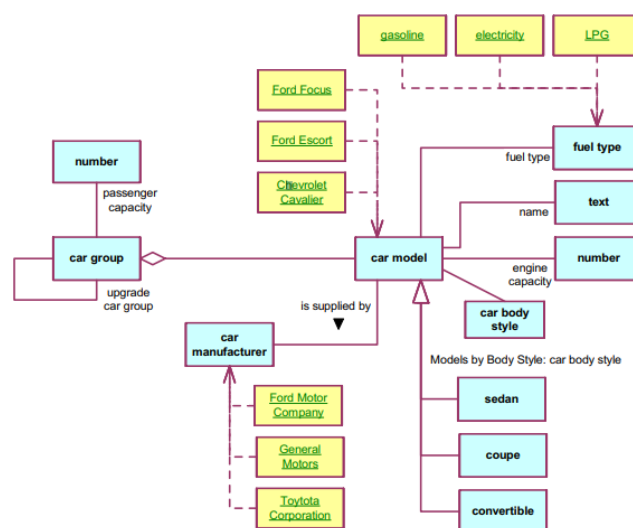 gasoline
electricity
LPG
Ford Focus
Ford Escort
Chevrolet
Cavalier
number
passenger
capacity
fuel type
fuel type
text
name
car group
upgrade
car group
car model
number
engine
capacity
is supplied by
car body
style
car
manufacturer
Models by Body Style: car body style
Ford Motor
Company
General
Motors
Toytota
Corporation
sedan
coupe
convertible